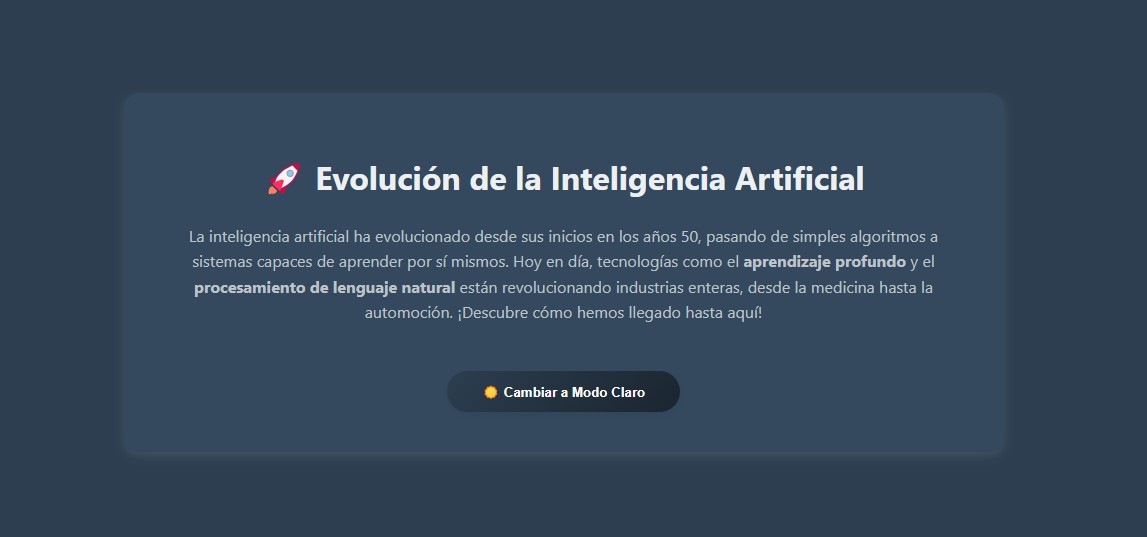 🚀 Evolución de la Inteligencia Artificial
La inteligencia artificial ha evolucionado desde sus inicios en los años 50, pasando de simples algoritmos a
sistemas capaces de aprender por sí mismos. Hoy en día, tecnologías como el aprendizaje profundo y el
procesamiento de lenguaje natural están revolucionando industrias enteras, desde la medicina hasta la
automoción. ¡Descubre cómo hemos llegado hasta aquí!
Cambiar a Modo Claro